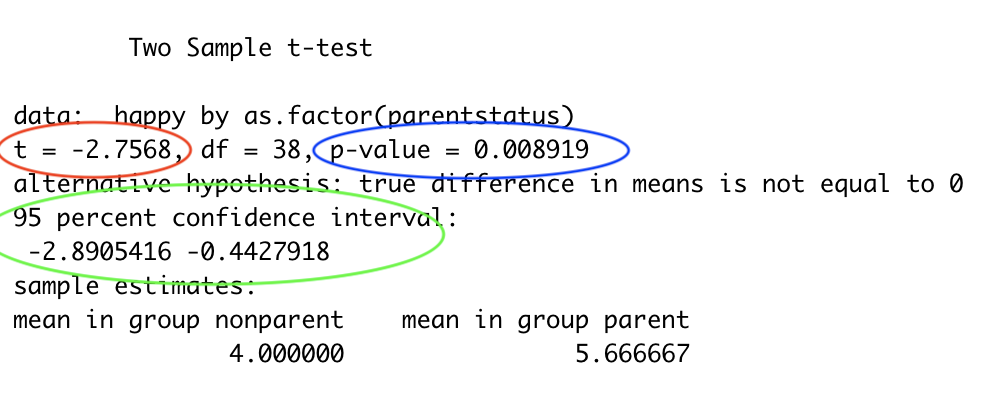 Two Sample t-test
data: happy by as.factor(parentstatus)
t = -2.7568, df = 38, p-value = 0.008919
alternative hypothesis: true difference in means is not equal to 0
95 percent confidence interval:
-2.8905416 -0.4427918
sample estimates:
mean in group nonparent mean in group parent
4.000000 5.666667